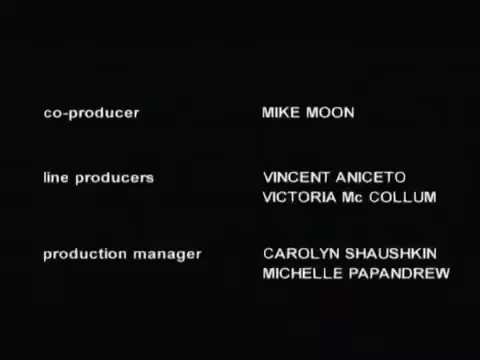 co-producer MIKE MOON
line producers VINCENT ANICETO
VICTORIA Mc COLLUM
production manager CAROLYN SHAUSHKIN
MICHELLE PAPANDREW